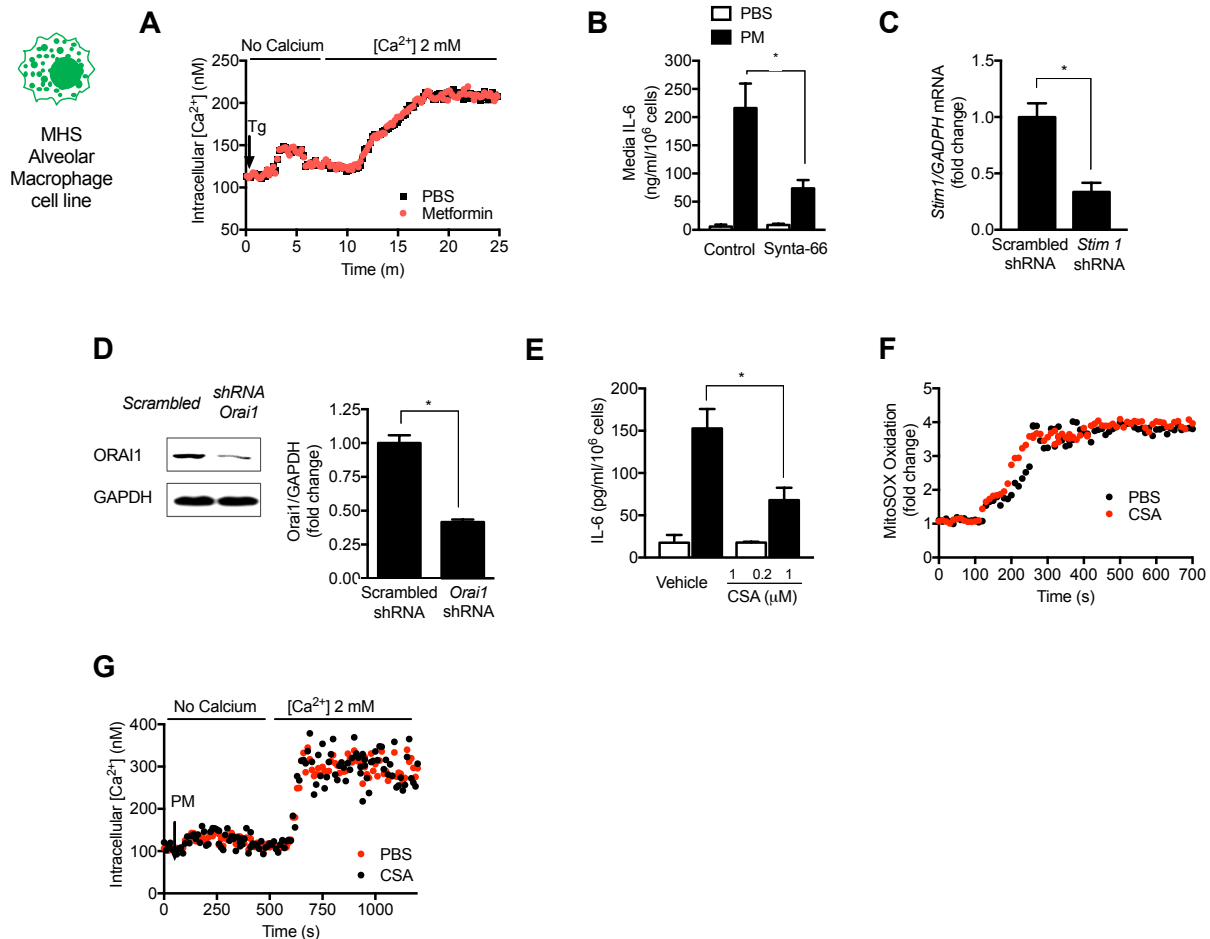 MHS
Alveolar
Macrophage
cell line
A
No Calcium [Ca2+] 2 mM
Intracellular [Ca2+] (nM)
250
200
150
100
50
Tg
PBS
Metformin
0 5 10 15 20 25
Time (m)
B
PBS
PM
*
Media IL-6
(ng/ml/10^6 cells)
300
250
200
150
100
50
0
Control Synta-66
C
*
Stim1/GADPH mRNA
(fold change)
1.5
1.0
0.5
0.0
Scrambled
shRNA
Stim 1
shRNA
D
Scrambled
shRNA
Orai1
ORAI1
GAPDH
*
Orai1/GAPDH
(fold change)
1.25
1.00
0.75
0.50
0.25
0.00
Scrambled
shRNA
Orai1
shRNA
E
*
IL-6 (pg/ml/10^6 cells)
200
150
100
50
0
Vehicle
1 0.2 1
CSA (μM)
F
MitoSOX Oxidation
(fold change)
5
4
3
2
1
0
PBS
CSA
0 100 200 300 400 500 600 700
Time (s)
G
No Calcium [Ca2+] 2 mM
Intracellular [Ca2+] (nM)
400
300
200
100
0
PM
PBS
CSA
0 250 500 750 1000
Time (s)